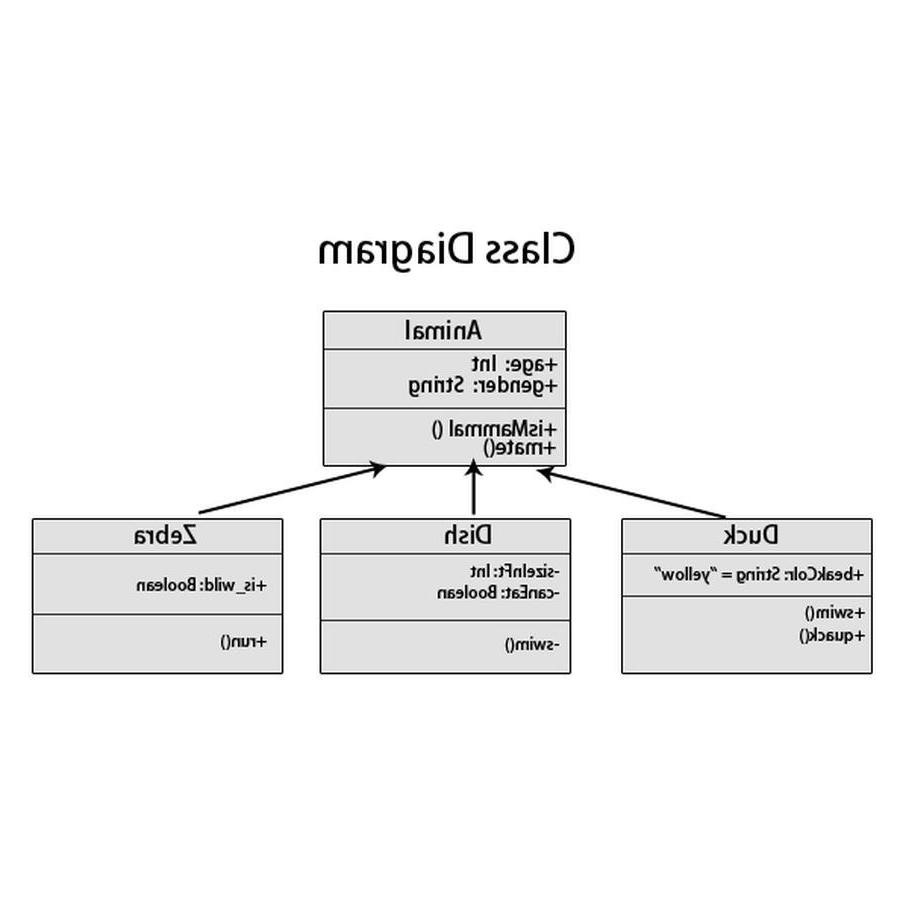 Class Diagram
Animal
+age: Int
+gender: String
+isMammal ()
+mate()
Duck
+beakColr: String = “yellow”
+swim()
+quack()
Dish
-sizeInFt: Int
-canEat: Boolean
-swim()
Zebra
+is_wild: Boolean
+run()